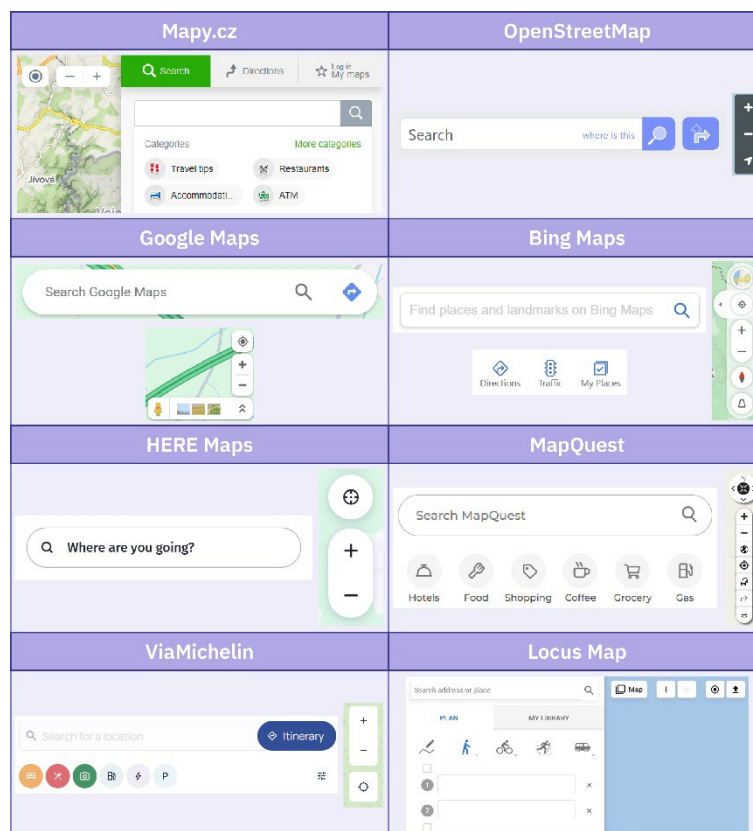 Mapy.cz
OpenStreetMap
Search
Directions
Log in
My maps
Categories
More categories
Travel tips
Restaurants
Accommodati...
ATM
Jívová
Search
where is this
Google Maps
Bing Maps
Search Google Maps
Find places and landmarks on Bing Maps
Directions
Traffic
My Places
HERE Maps
MapQuest
Where are you going?
Search MapQuest
Hotels
Food
Shopping
Coffee
Grocery
Gas
ViaMichelin
Locus Map
Search for a location
Itinerary
P
Search address or place
Map
PLAN
MY LIBRARY
1
2